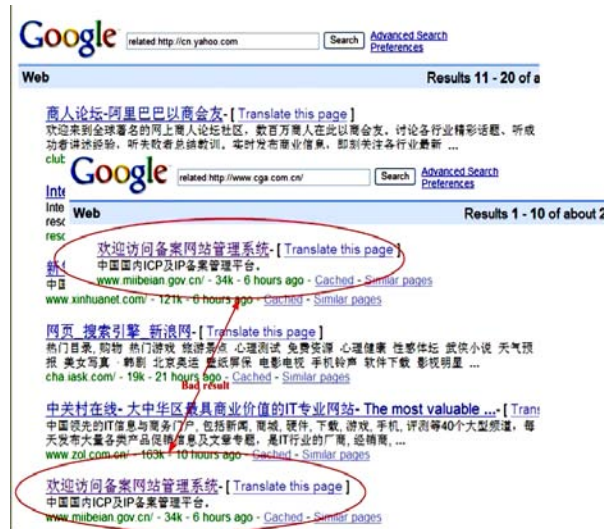 Google related http://cn.yahoo.com Search Advanced Search
Preferences
Web Results 11 - 20 of a
商人论坛-阿里巴巴以商会友- [ Translate this page ]
欢迎来到全球著名的网上商人论坛社区，数百万商人在此以商会友。讨论各行业精彩话题、听成
功者讲述经验，听失败者总结教训。实时发布商业信息，即刻关注各行业最新 ...
club
Google related http://www.cga.com.cn/ Search Advanced Search
Preferences
Inte
Inte
resc
resc
Web Results 1 - 10 of about 2
欢迎访问备案网站管理系统- [ Translate this page ]
中国国内ICP及IP备案管理平台。
www.miibeian.gov.cn/ - 34k - 6 hours ago - Cached - Similar pages
新
中国
www.xinhuanet.com/ - 121k - 6 hours ago - Cached - Similar pages
网页_搜索引擎_新浪网- [ Translate this page ]
热门目录, 购物 热门游戏 旅游景点 心理测试 免费资源 心理健康 性感体坛 武侠小说 天气预
报 美女写真 - 韩剧 北京奥运 壁纸屏保 电影电视 手机铃声 软件下载 影视明星 ...
cha.iask.com/ - 19k - 21 hours ago - Cached - Similar pages
Bad result
中关村在线- 大中华区最具商业价值的IT专业网站- The most valuable ...- [ Trans
中国领先的IT信息与商务门户, 包括新闻, 商城, 硬件, 下载, 游戏, 手机, 评测等40个大型频道，每
天发布大量各类产品促销信息及文章专题，是IT行业的厂商, 经销商, ...
www.zol.com.cn/ - 163k - 10 hours ago - Cached - Similar pages
欢迎访问备案网站管理系统- [ Translate this page ]
中国国内ICP及IP备案管理平台。
www.miibeian.gov.cn/ - 34k - 6 hours ago - Cached - Similar pages